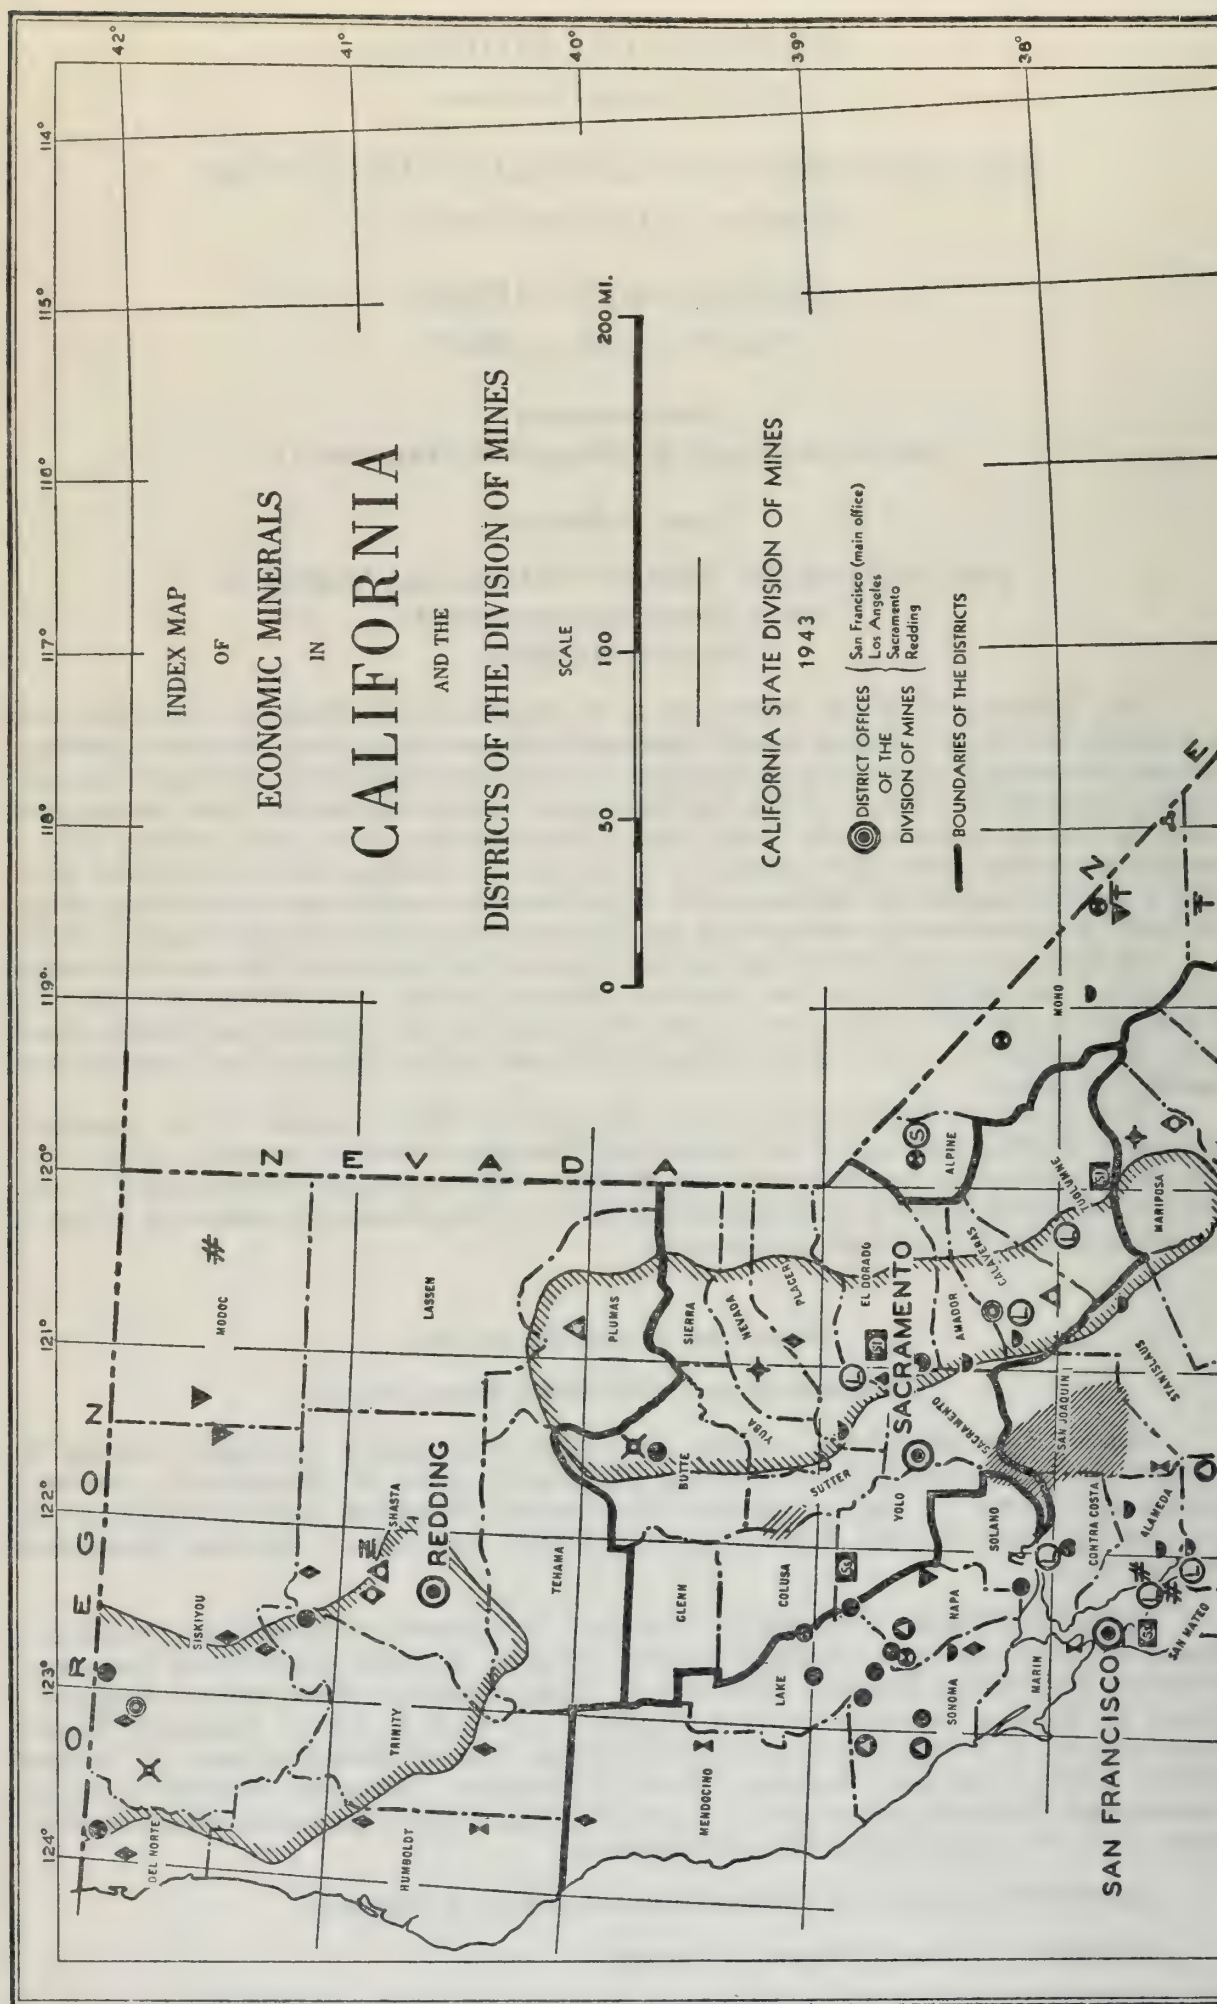 INDEX MAP
OF
ECONOMIC MINERALS
IN
CALIFORNIA
AND THE
DISTRICTS OF THE DIVISION OF MINES
SCALE
0 50 100 200 MI.
CALIFORNIA STATE DIVISION OF MINES
1943
DISTRICT OFFICES
OF THE
DIVISION OF MINES
San Francisco (main office)
Los Angeles
Sacramento
Redding
BOUNDARIES OF THE DISTRICTS
124° 123° 122° 121° 120° 119° 118° 117° 116° 115° 114°
42°
41°
40°
39°
38°
OREGON
NEVADA
N E
DEL NORTE
SISKIYOU
MODOC
HUMBOLDT
TRINITY
SHASTA
LASSEN
REDDING
TEHAMA
PLUMAS
MENDOCINO
GLENN
BUTTE
SIERRA
LAKE
COLUSA
SUTTER
YUBA
NEVADA
PLACER
SONOMA
NAPA
YOLO
SACRAMENTO
EL DORADO
SACRAMENTO
AMADOR
ALPINE
MARIN
SOLANO
CALAVERAS
SAN JOAQUIN
TUOLUMNE
MONO
SAN FRANCISCO
CONTRA COSTA
ALAMEDA
STANISLAUS
MARIPOSA
SAN MATEO
S
L
L
L
L
L
L